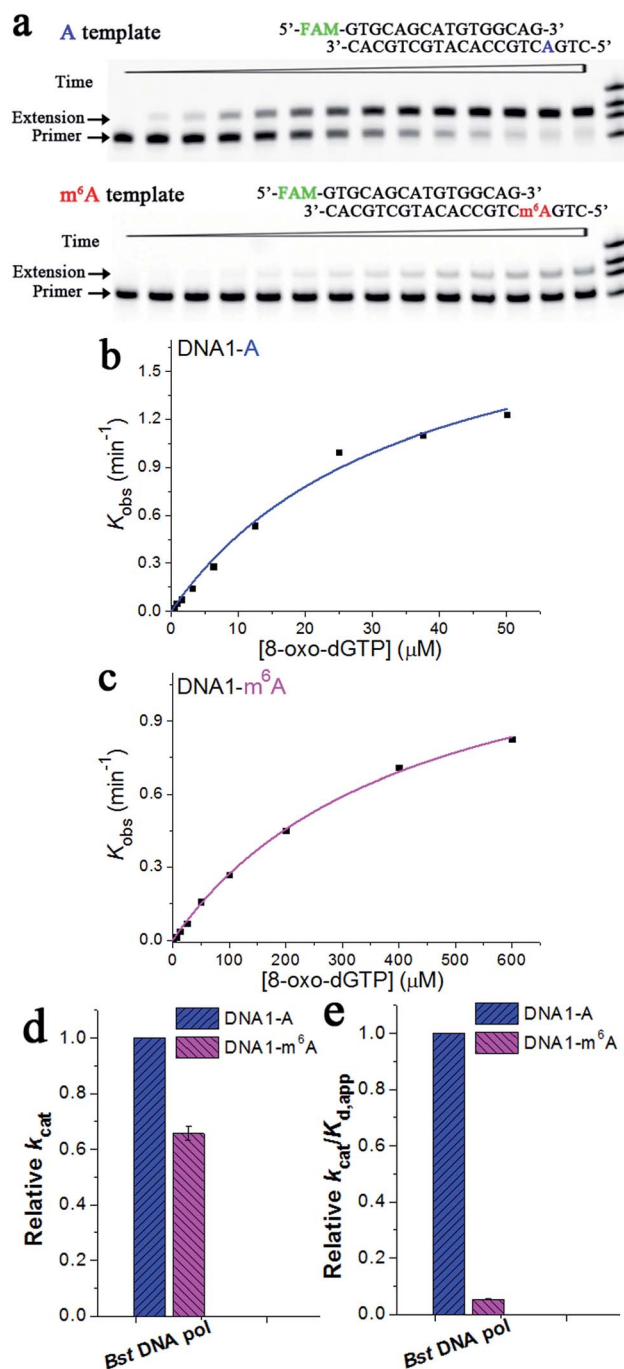 a
A template
5'-FAM-GTGCAGCATGTGGCAG-3'
3'-CACGTCGTACACCGTCAGTC-5'
Time
Extension
Primer
m⁶A template
5'-FAM-GTGCAGCATGTGGCAG-3'
3'-CACGTCGTACACCGTCm⁶AGTC-5'
Time
Extension
Primer
b
DNA1-A
1.5
1.2
0.9
0.6
0.3
0.0
K_obs (min⁻¹)
0 10 20 30 40 50
[8-oxo-dGTP] (μM)
c
DNA1-m⁶A
0.9
0.6
0.3
0.0
K_obs (min⁻¹)
0 100 200 300 400 500 600
[8-oxo-dGTP] (μM)
d
DNA1-A
DNA1-m⁶A
1.0
0.8
0.6
0.4
0.2
0.0
Relative k_cat
Bst DNA pol
e
DNA1-A
DNA1-m⁶A
1.0
0.8
0.6
0.4
0.2
0.0
Relative k_cat/K_d,app
Bst DNA pol